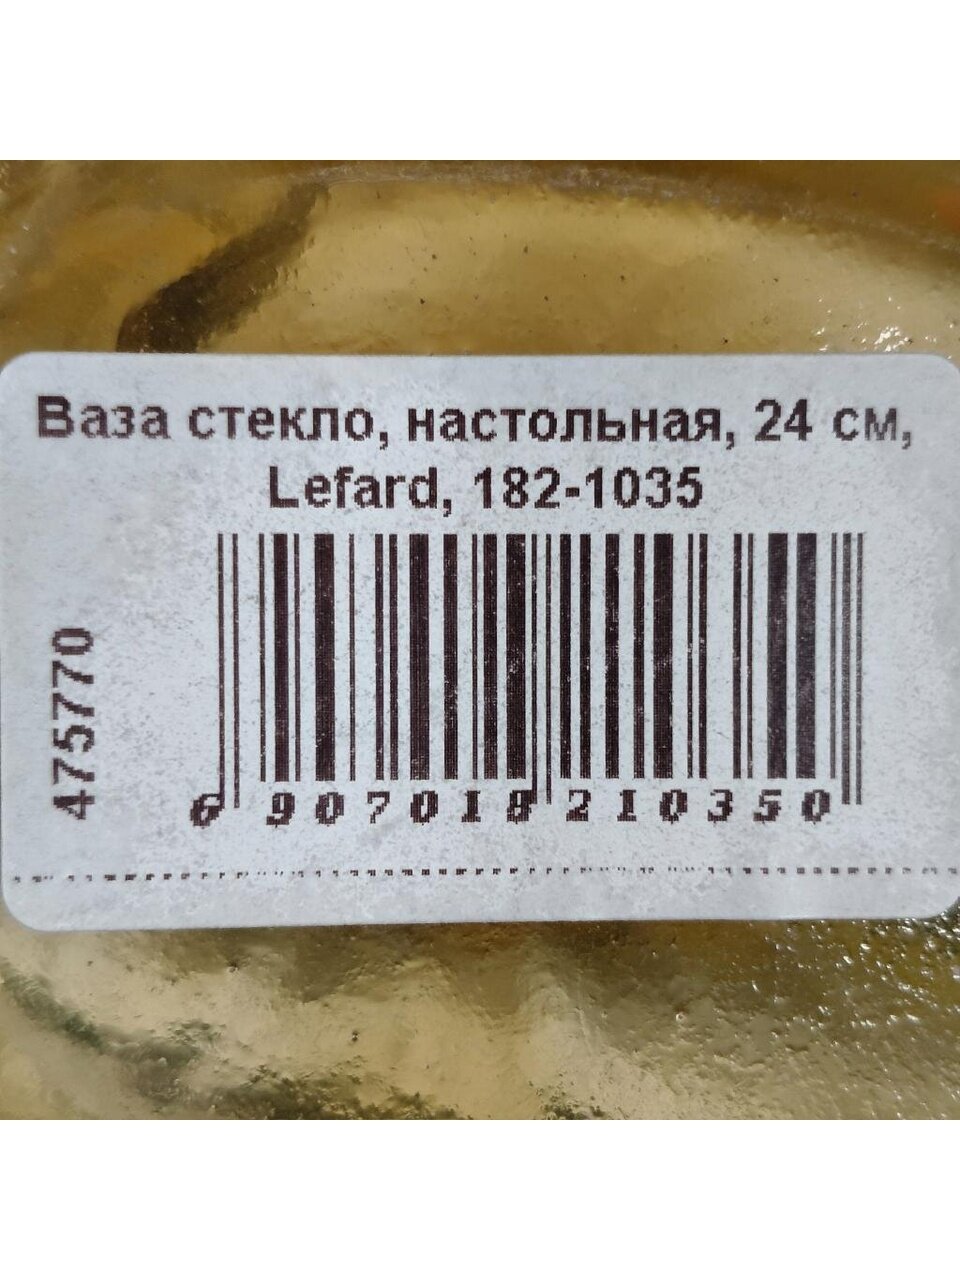 Ваза стекло, настольная, 24 см,
Lefard, 182-1035
475770
6 907018 210350